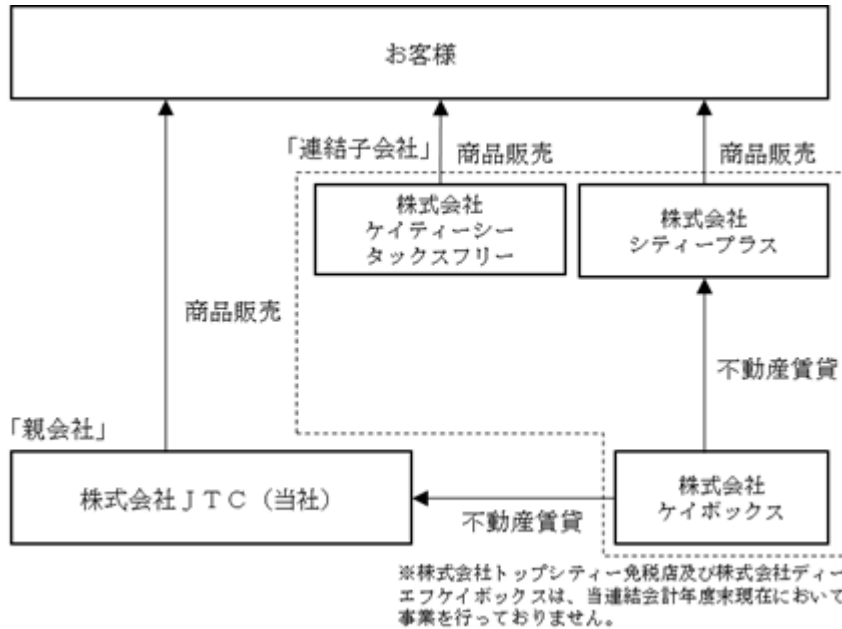 お客様
「連結子会社」
商品販売
商品販売
株式会社
ケイティーシー
タックスフリー
株式会社
シティープラス
商品販売
不動産賃貸
「親会社」
株式会社ＪＴＣ（当社）
不動産賃貸
株式会社
ケイボックス
※株式会社トップシティー免税店及び株式会社ディー
エフケイボックスは、当連結会計年度末現在において
事業を行っておりません。